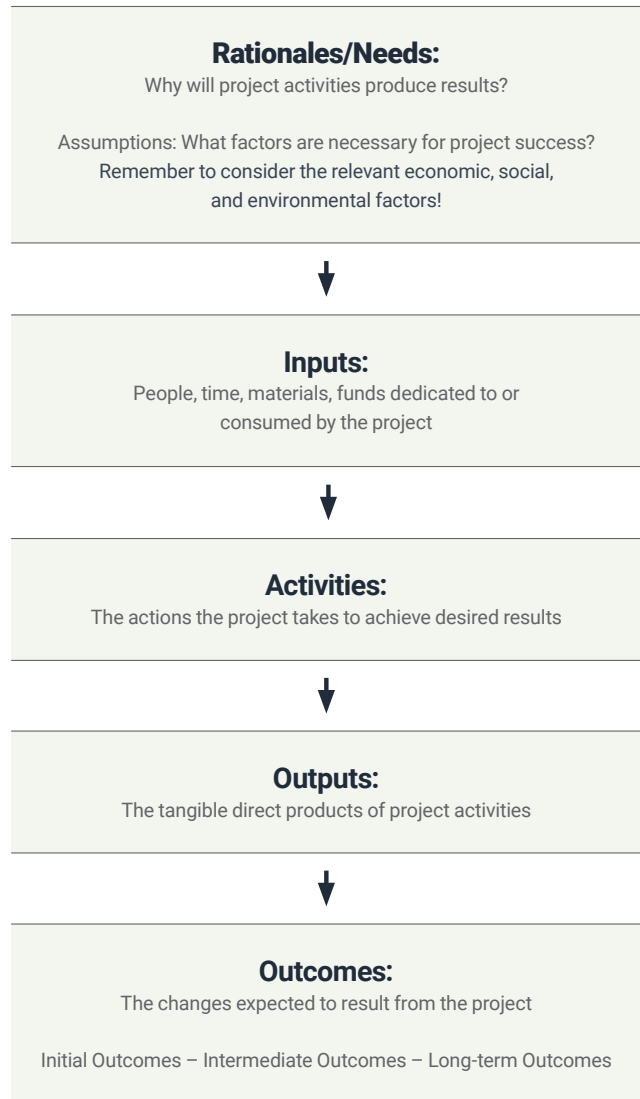 Rationales/Needs:
Why will project activities produce results?
Assumptions: What factors are necessary for project success?
Remember to consider the relevant economic, social,
and environmental factors!
Inputs:
People, time, materials, funds dedicated to or
consumed by the project
Activities:
The actions the project takes to achieve desired results
Outputs:
The tangible direct products of project activities
Outcomes:
The changes expected to result from the project
Initial Outcomes – Intermediate Outcomes – Long-term Outcomes